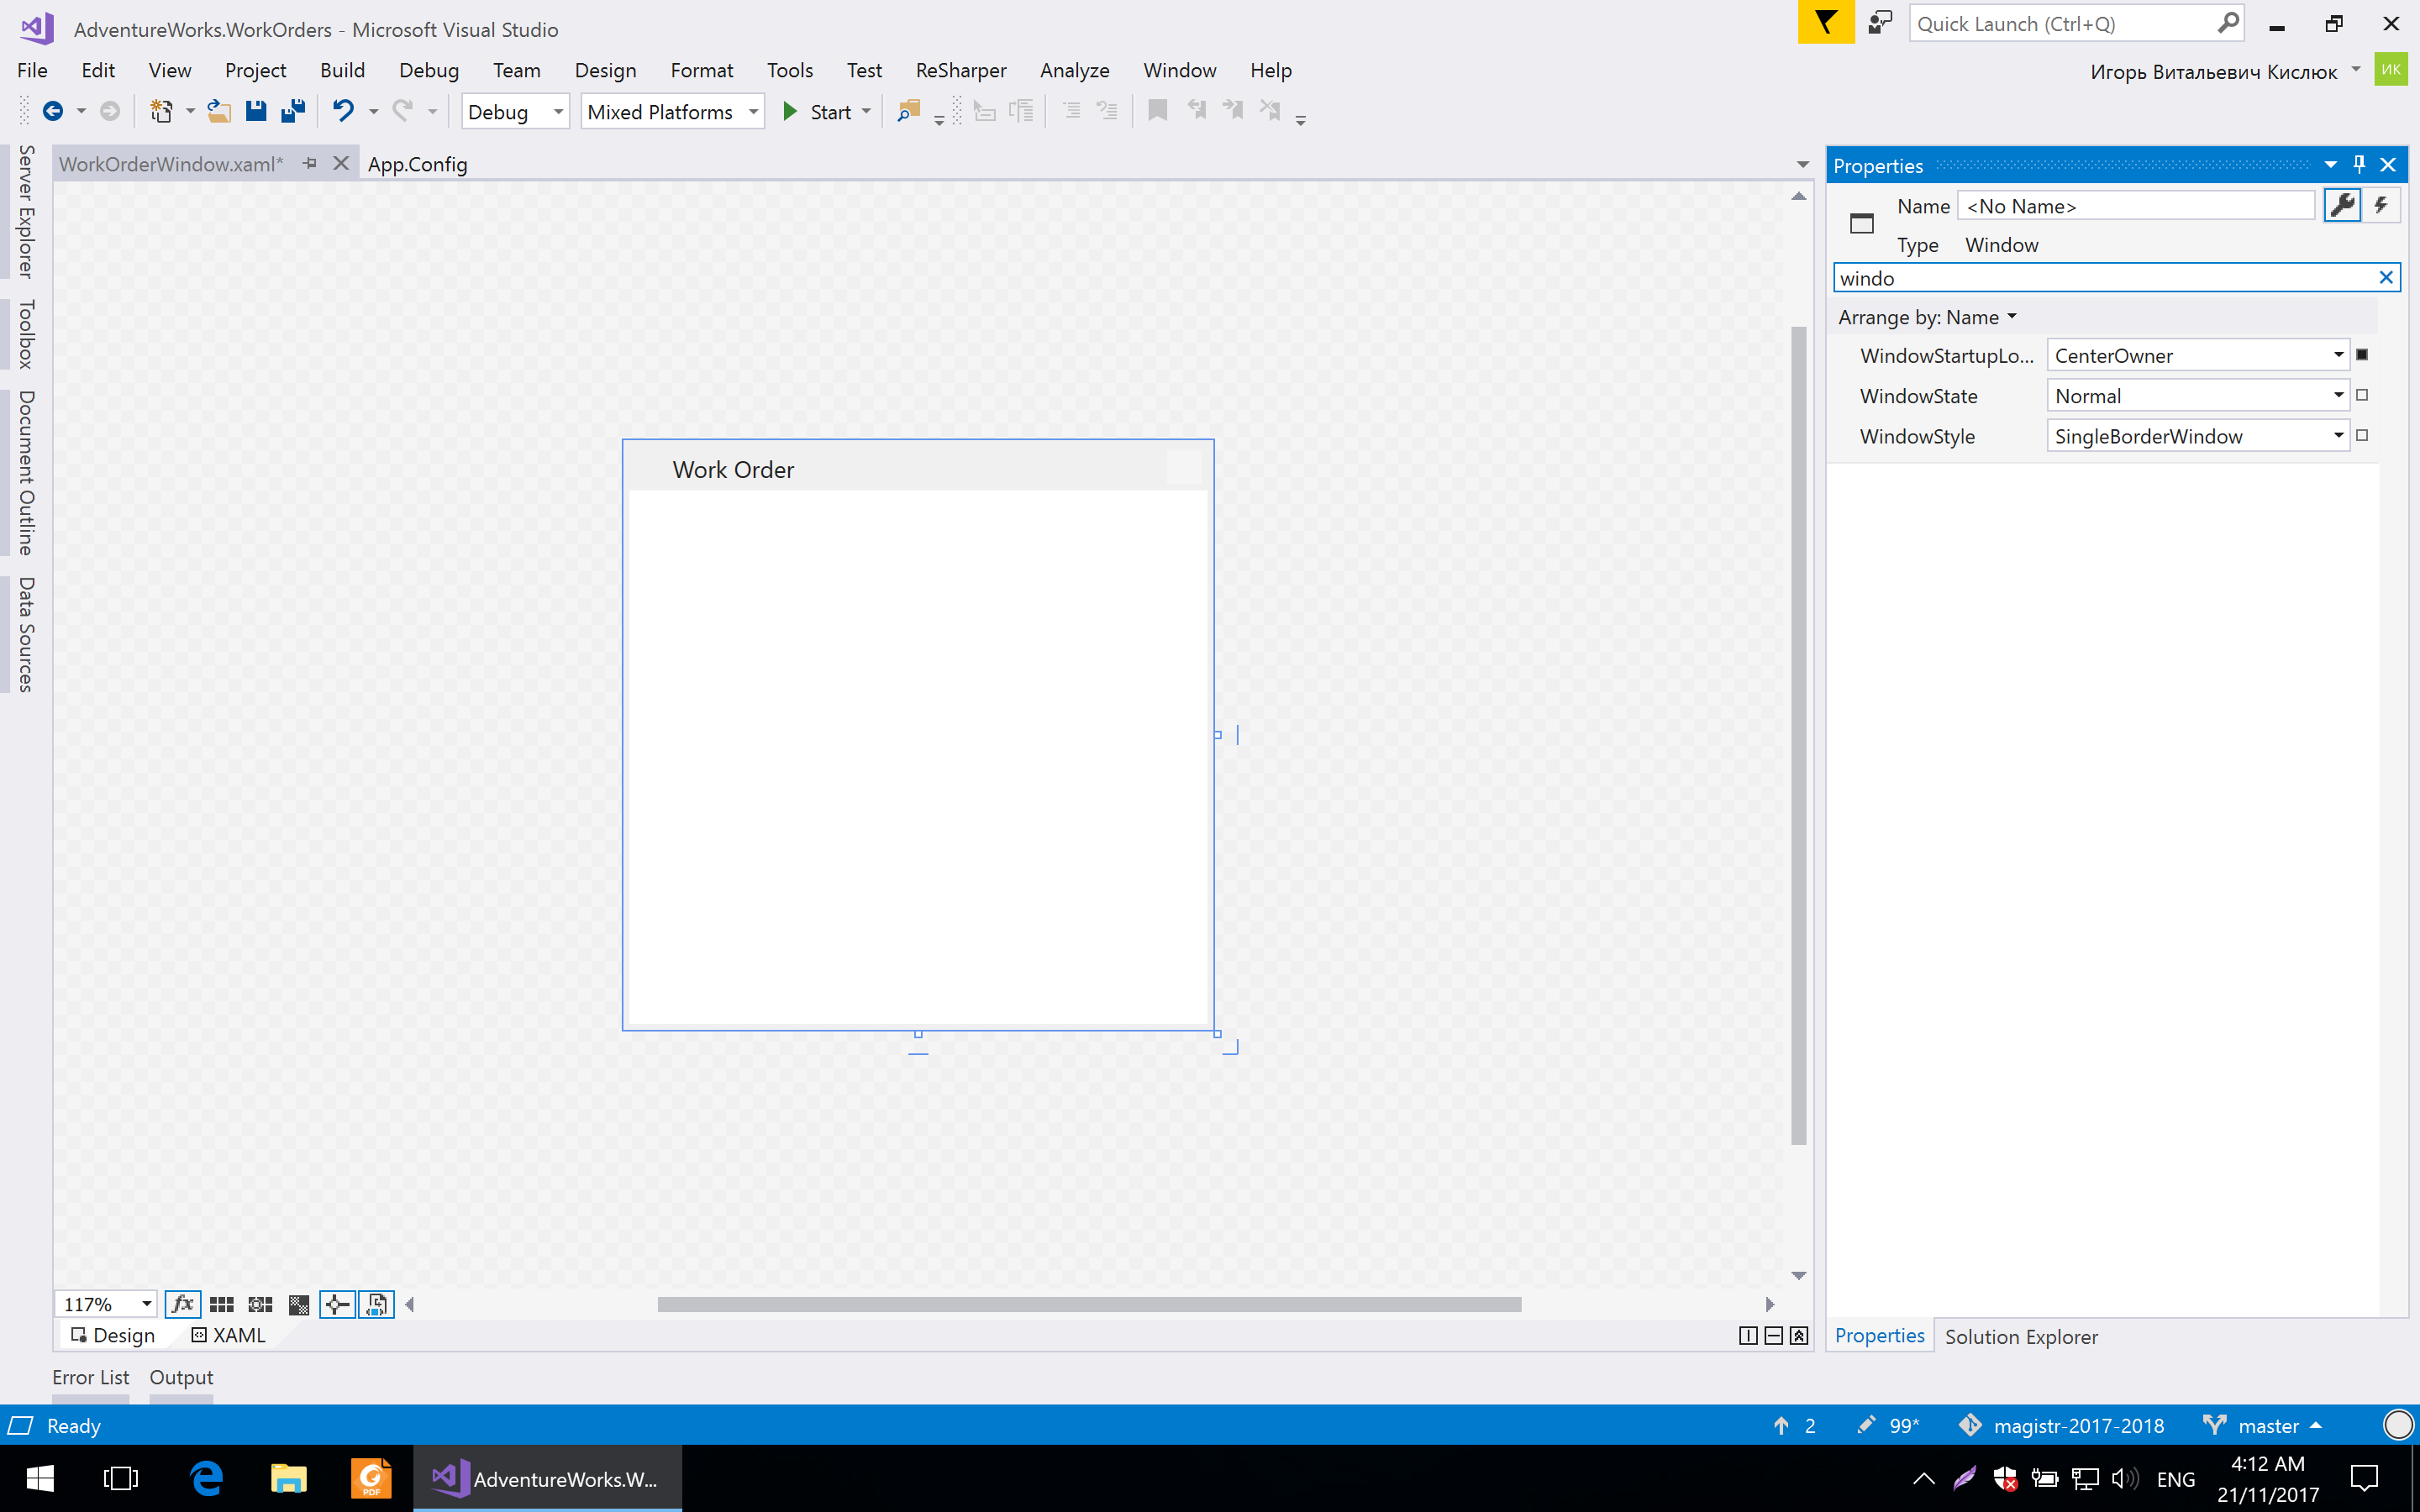 AdventureWorks.WorkOrders - Microsoft Visual Studio
Quick Launch (Ctrl+Q)
File Edit View Project Build Debug Team Design Format Tools Test ReSharper Analyze Window Help
Игорь Витальевич Кислюк
ИК
Debug
Mixed Platforms
Start
Server Explorer
Toolbox
Document Outline
Data Sources
WorkOrderWindow.xaml*
App.Config
Work Order
Properties
Name <No Name>
Type Window
windo
Arrange by: Name
WindowStartupLo... CenterOwner
WindowState Normal
WindowStyle SingleBorderWindow
117%
fx
Design
XAML
Properties
Solution Explorer
Error List
Output
Ready
2
99*
magistr-2017-2018
master
PDF
AdventureWorks.W...
ENG
4:12 AM
21/11/2017